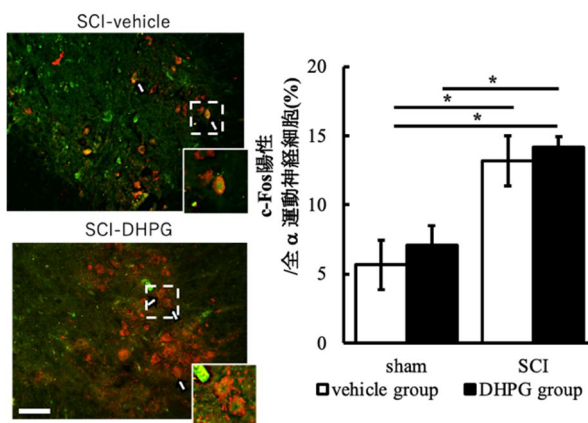 SCI-vehicle
SCI-DHPG
c-Fos陽性
/全α運動神経細胞(%)
20
15
10
5
0
*
*
*
sham
SCI
vehicle group
DHPG group